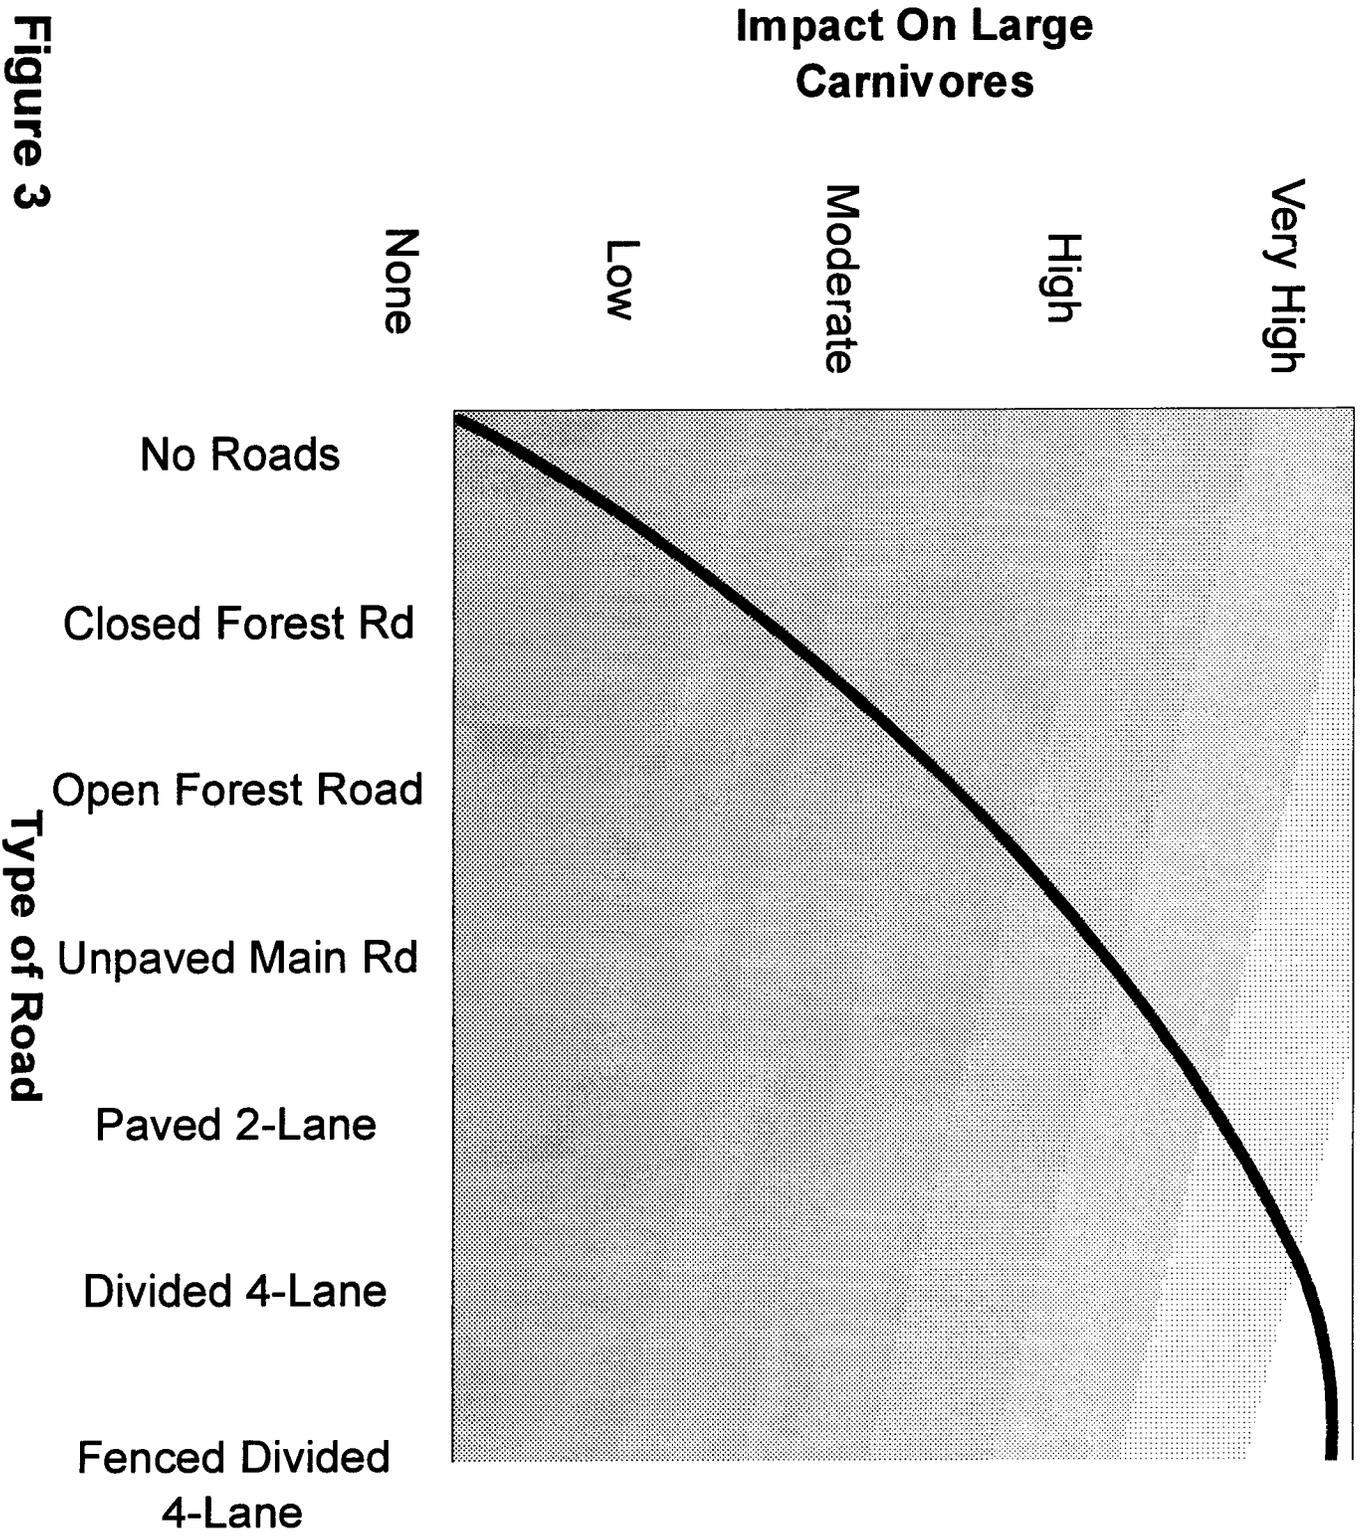 Impact On Large
Carnivores
Very High
High
Moderate
Low
None
No Roads
Closed Forest Rd
Open Forest Road
Unpaved Main Rd
Paved 2-Lane
Divided 4-Lane
Fenced Divided
4-Lane
Type of Road
Figure 3